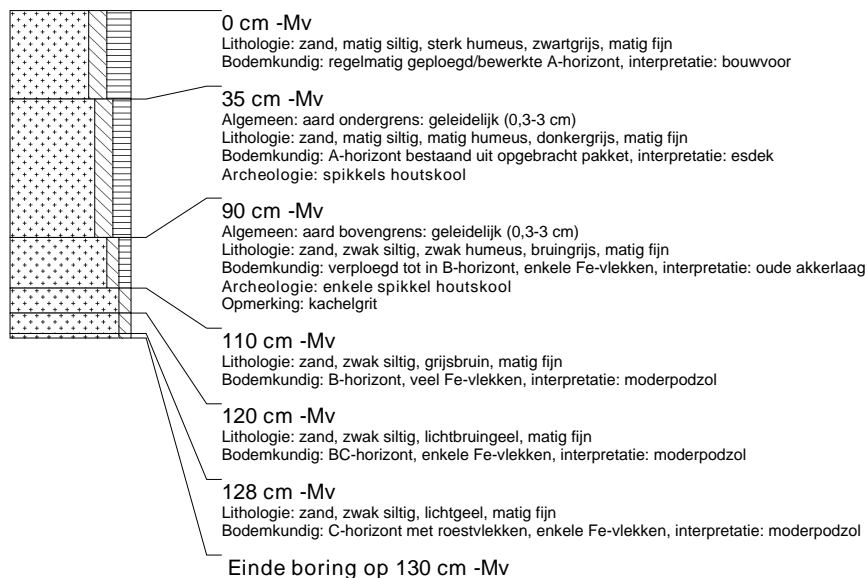 0 cm -Mv
Lithologie: zand, matig siltig, sterk humeus, zwartgrijs, matig fijn
Bodemkundig: regelmatig geploegd/bewerkte A-horizont, interpretatie: bouwvoor
35 cm -Mv
Algemeen: aard ondergrens: geleidelijk (0,3-3 cm)
Lithologie: zand, matig siltig, matig humeus, donkergrijs, matig fijn
Bodemkundig: A-horizont bestaand uit opgebracht pakket, interpretatie: esdek
Archeologie: spikkels houtskool
90 cm -Mv
Algemeen: aard bovengrens: geleidelijk (0,3-3 cm)
Lithologie: zand, zwak siltig, zwak humeus, bruingrijs, matig fijn
Bodemkundig: verploegd tot in B-horizont, enkele Fe-vlekken, interpretatie: oude akkerlaag
Archeologie: enkele spikkel houtskool
Opmerking: kachelgrit
110 cm -Mv
Lithologie: zand, zwak siltig, grijsbruin, matig fijn
Bodemkundig: B-horizont, veel Fe-vlekken, interpretatie: moderpodzol
120 cm -Mv
Lithologie: zand, zwak siltig, lichtbruingeel, matig fijn
Bodemkundig: BC-horizont, enkele Fe-vlekken, interpretatie: moderpodzol
128 cm -Mv
Lithologie: zand, zwak siltig, lichtgeel, matig fijn
Bodemkundig: C-horizont met roestvlekken, enkele Fe-vlekken, interpretatie: moderpodzol
Einde boring op 130 cm -Mv